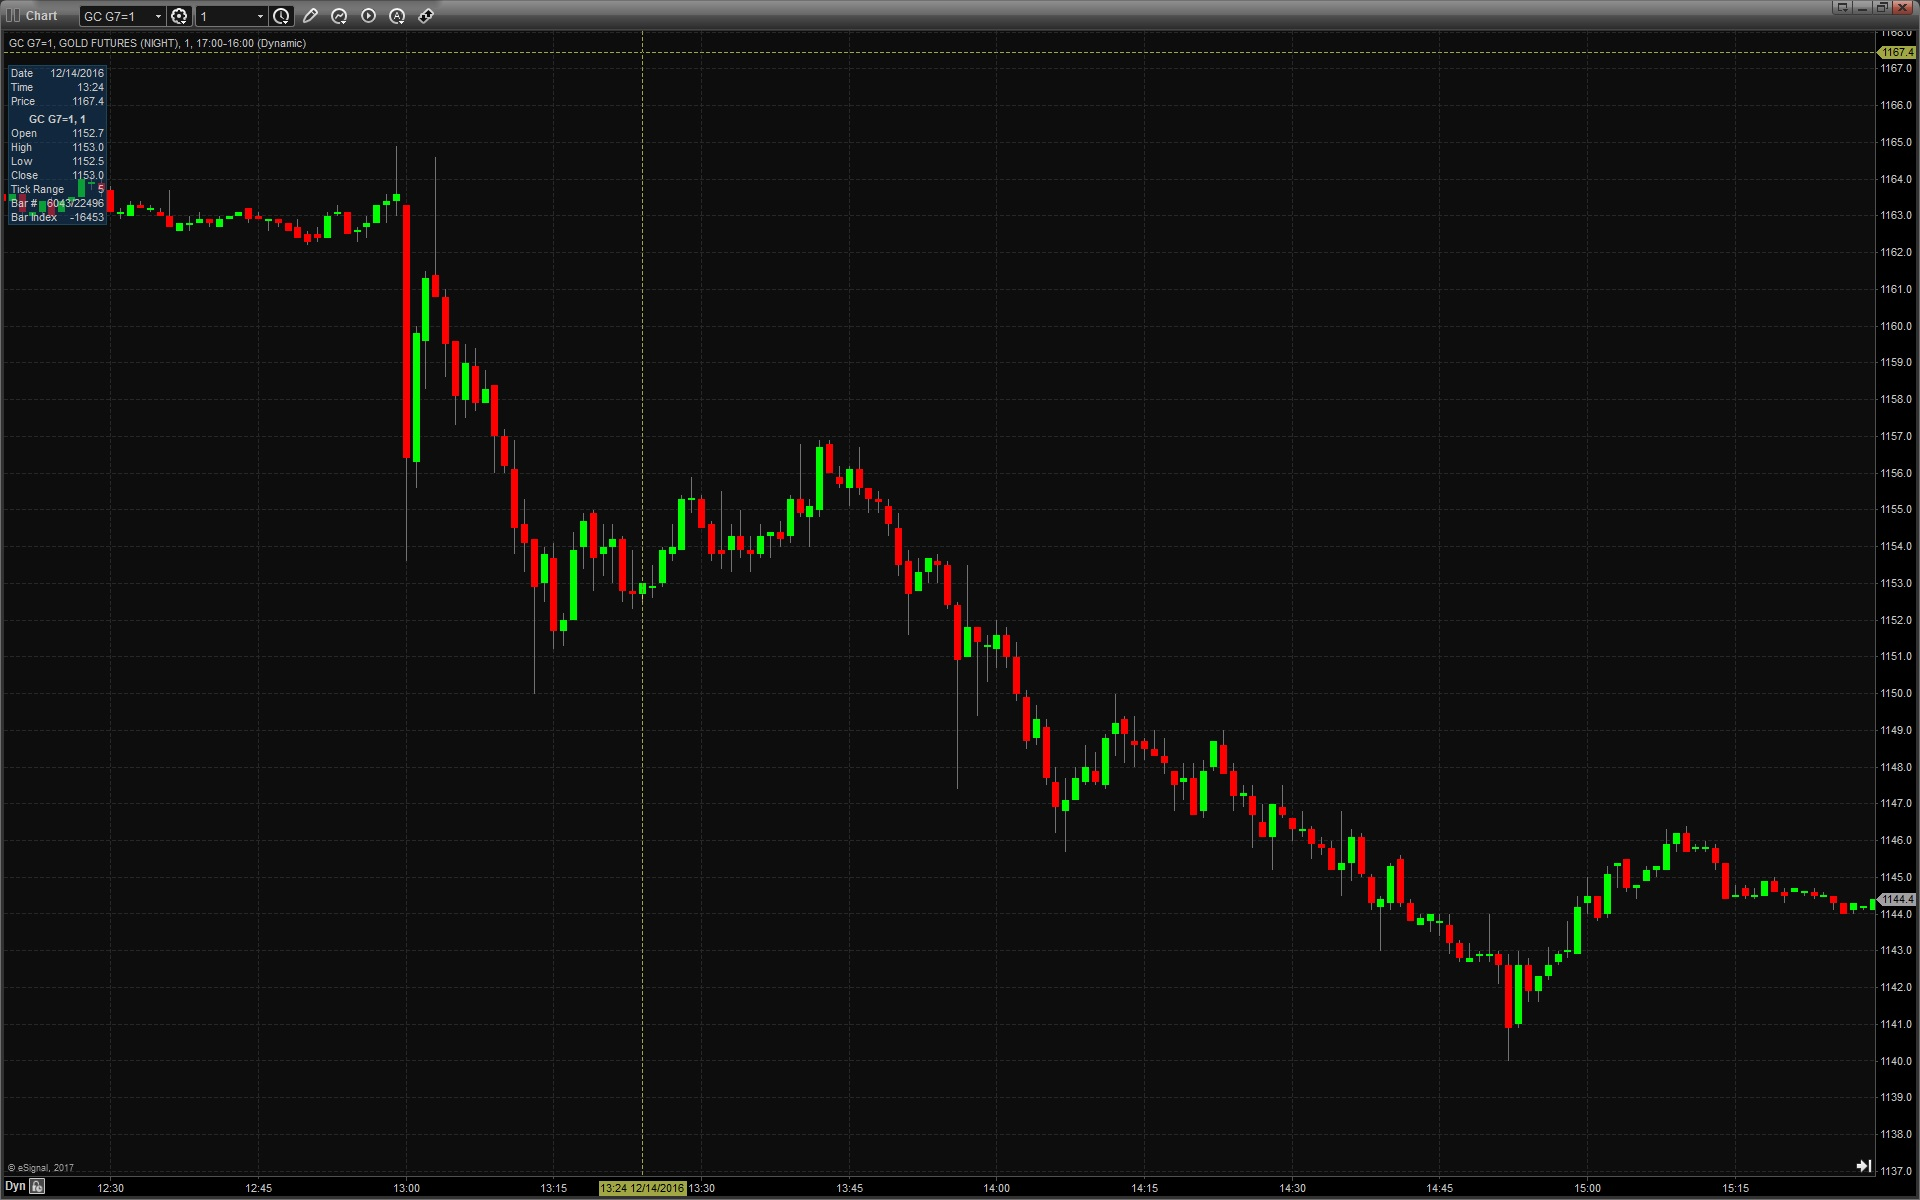 Chart GC G7=1 1
GC G7=1, GOLD FUTURES (NIGHT), 1, 17:00-16:00 (Dynamic)
Date 12/14/2016
Time 13:24
Price 1167.4
GC G7=1, 1
Open 1152.7
High 1153.0
Low 1152.5
Close 1153.0
Tick Range 5
Bar # 6043/22496
Bar Index -16453
1168.0
1167.4
1167.0
1166.0
1165.0
1164.0
1163.0
1162.0
1161.0
1160.0
1159.0
1158.0
1157.0
1156.0
1155.0
1154.0
1153.0
1152.0
1151.0
1150.0
1149.0
1148.0
1147.0
1146.0
1145.0
1144.4
1144.0
1143.0
1142.0
1141.0
1140.0
1139.0
1138.0
1137.0
© eSignal, 2017
Dyn 12:30 12:45 13:00 13:15 13:24 12/14/2016 13:30 13:45 14:00 14:15 14:30 14:45 15:00 15:15